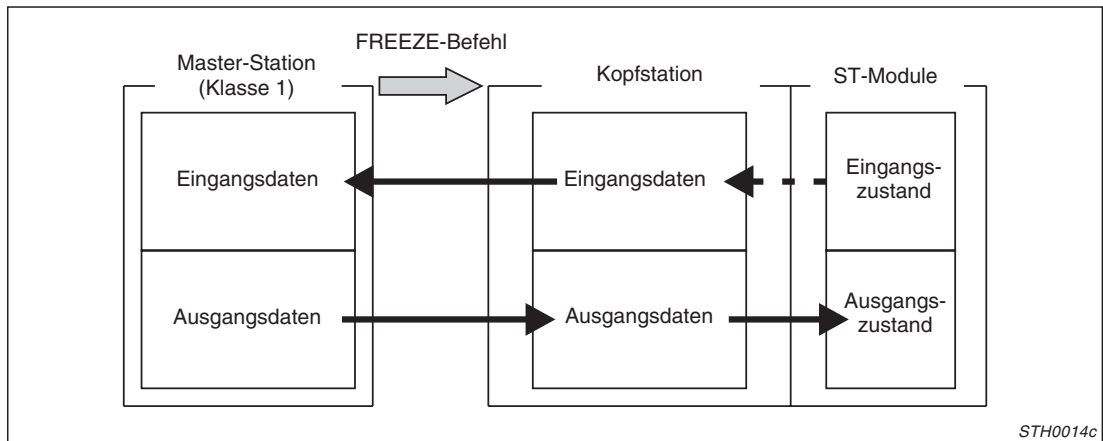 FREEZE-Befehl
Master-Station
(Klasse 1)
Kopfstation
ST-Module
Eingangsdaten
Eingangsdaten
Eingangs-
zustand
Ausgangsdaten
Ausgangsdaten
Ausgangs-
zustand
STH0014c